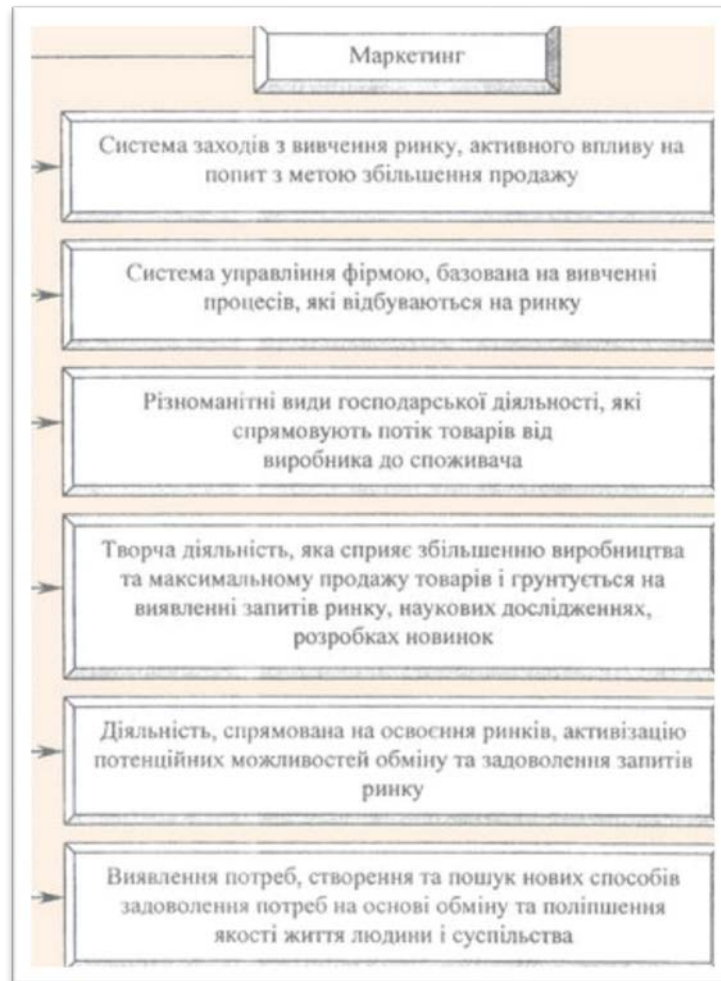 Маркетинг
Система заходів з вивчення ринку, активного впливу на
попит з метою збільшення продажу
Система управління фірмою, базована на вивченні
процесів, які відбуваються на ринку
Різноманітні види господарської діяльності, які
спрямовують потік товарів від
виробника до споживача
Творча діяльність, яка сприяє збільшенню виробництва
та максимальному продажу товарів і грунтується на
виявленні запитів ринку, наукових дослідженнях,
розробках новинок
Діяльність, спрямована на освоєння ринків, активізацію
потенційних можливостей обміну та задоволення запитів
ринку
Виявлення потреб, створення та пошук нових способів
задоволення потреб на основі обміну та поліпшення
якості життя людини і суспільства